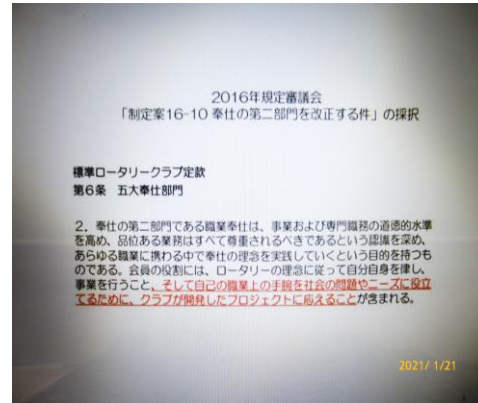 2016年規定審議会
「制定案16-10 奉仕の第二部門を改正する件」の採択
標準ロータリークラブ定款
第6条 五大奉仕部門
2．奉仕の第二部門である職業奉仕は、事業および専門職務の道徳的水準
を高め、品位ある業務はすべて尊重されるべきであるという認識を深め、
あらゆる職業に携わる中で奉仕の理念を実践していくという目的を持つも
のである。会員の役割には、ロータリーの理念に従って自分自身を律し、
事業を行うこと、そして自己の職業上の手腕を社会の問題やニーズに役立
てるために、クラブが開発したプロジェクトに応えることが含まれる。
2021/ 1/21